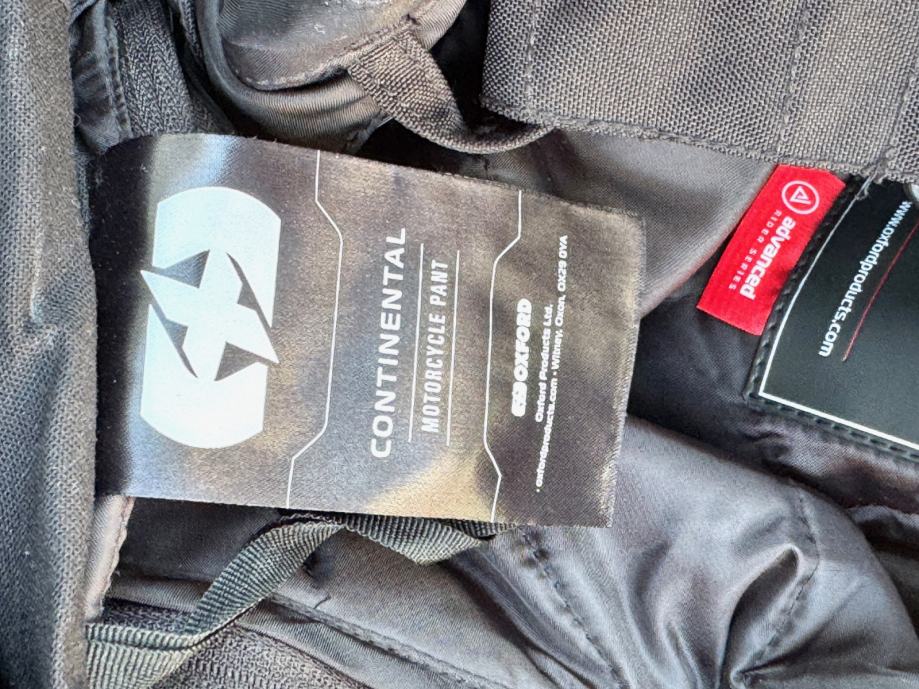 CONTINENTAL
MOTORCYCLE PANT
OXFORD
Oxford Products Ltd.
• oxfordproducts.com • Witney, Oxon, OX29 0YA
advanced
RIDER SERIES
www.oxfordproducts.com